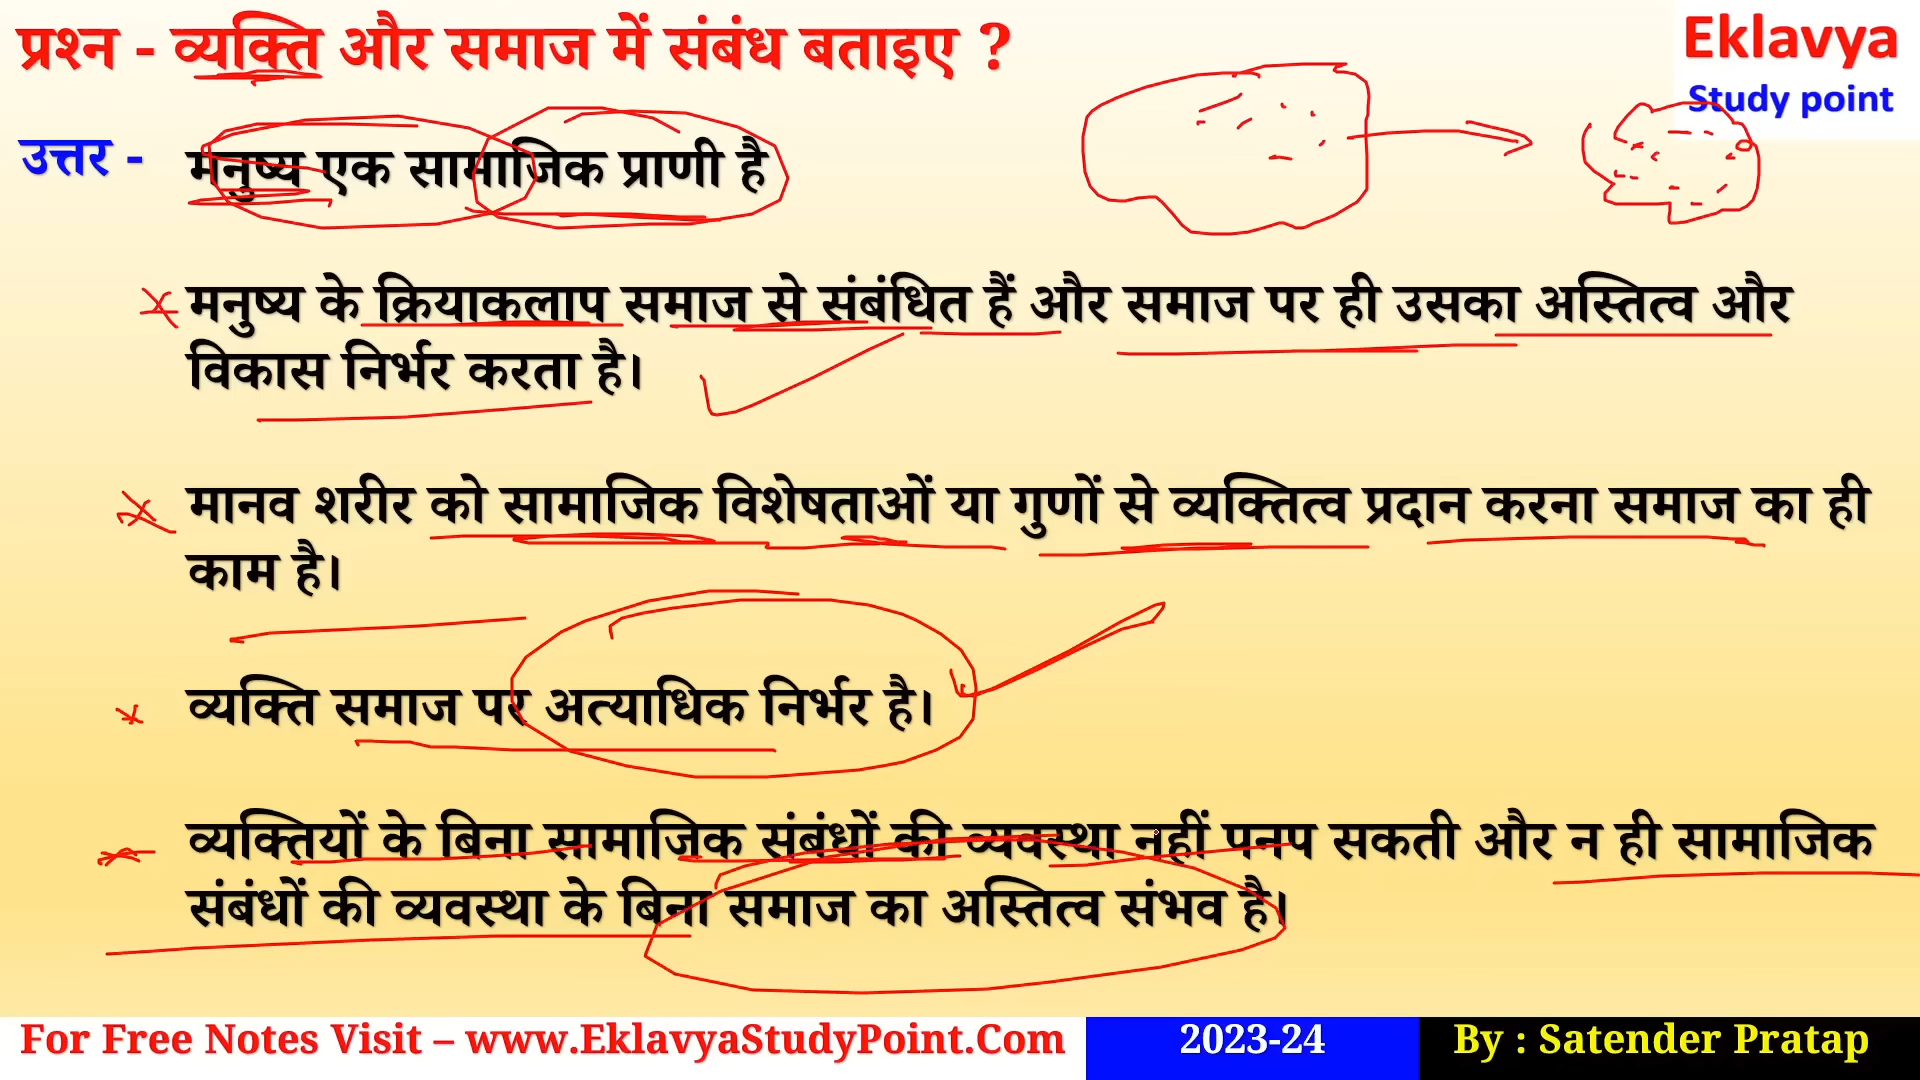 प्रश्न - व्यक्ति और समाज में संबंध बताइए ?
Eklavya
Study point
उत्तर - मनुष्य एक सामाजिक प्राणी है
मनुष्य के क्रियाकलाप समाज से संबंधित हैं और समाज पर ही उसका अस्तित्व और
विकास निर्भर करता है।
मानव शरीर को सामाजिक विशेषताओं या गुणों से व्यक्तित्व प्रदान करना समाज का ही
काम है।
व्यक्ति समाज पर अत्याधिक निर्भर है।
व्यक्तियों के बिना सामाजिक संबंधों की व्यवस्था नहीं पनप सकती और न ही सामाजिक
संबंधों की व्यवस्था के बिना समाज का अस्तित्व संभव है।
For Free Notes Visit – www.EklavyaStudyPoint.Com
2023-24
By : Satender Pratap